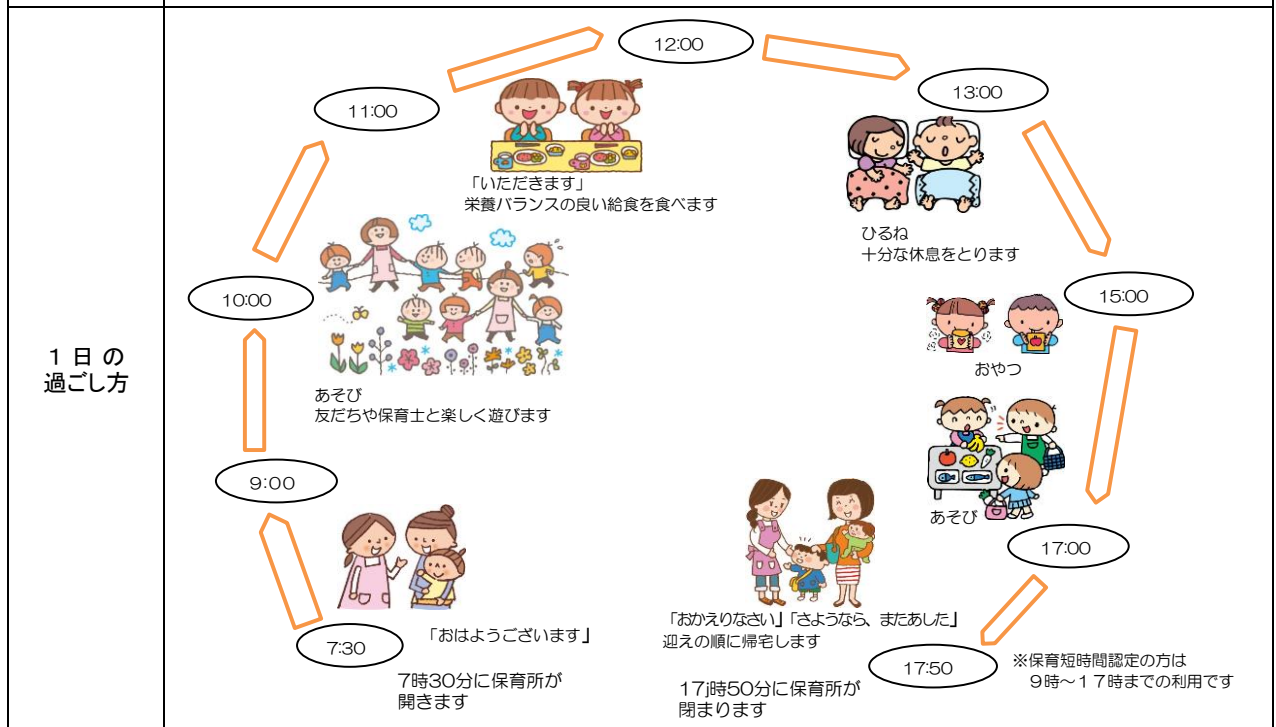 1日の
過ごし方
7:30
「おはようございます」
7時30分に保育所が
開きます
9:00
10:00
あそび
友だちや保育士と楽しく遊びます
11:00
「いただきます」
栄養バランスの良い給食を食べます
12:00
13:00
ひるね
十分な休息をとります
15:00
おやつ
あそび
17:00
「おかえりなさい」「さようなら、またあした」
迎えの順に帰宅します
17:50
17j時50分に保育所が
閉まります
※保育短時間認定の方は
9時～17時までの利用です